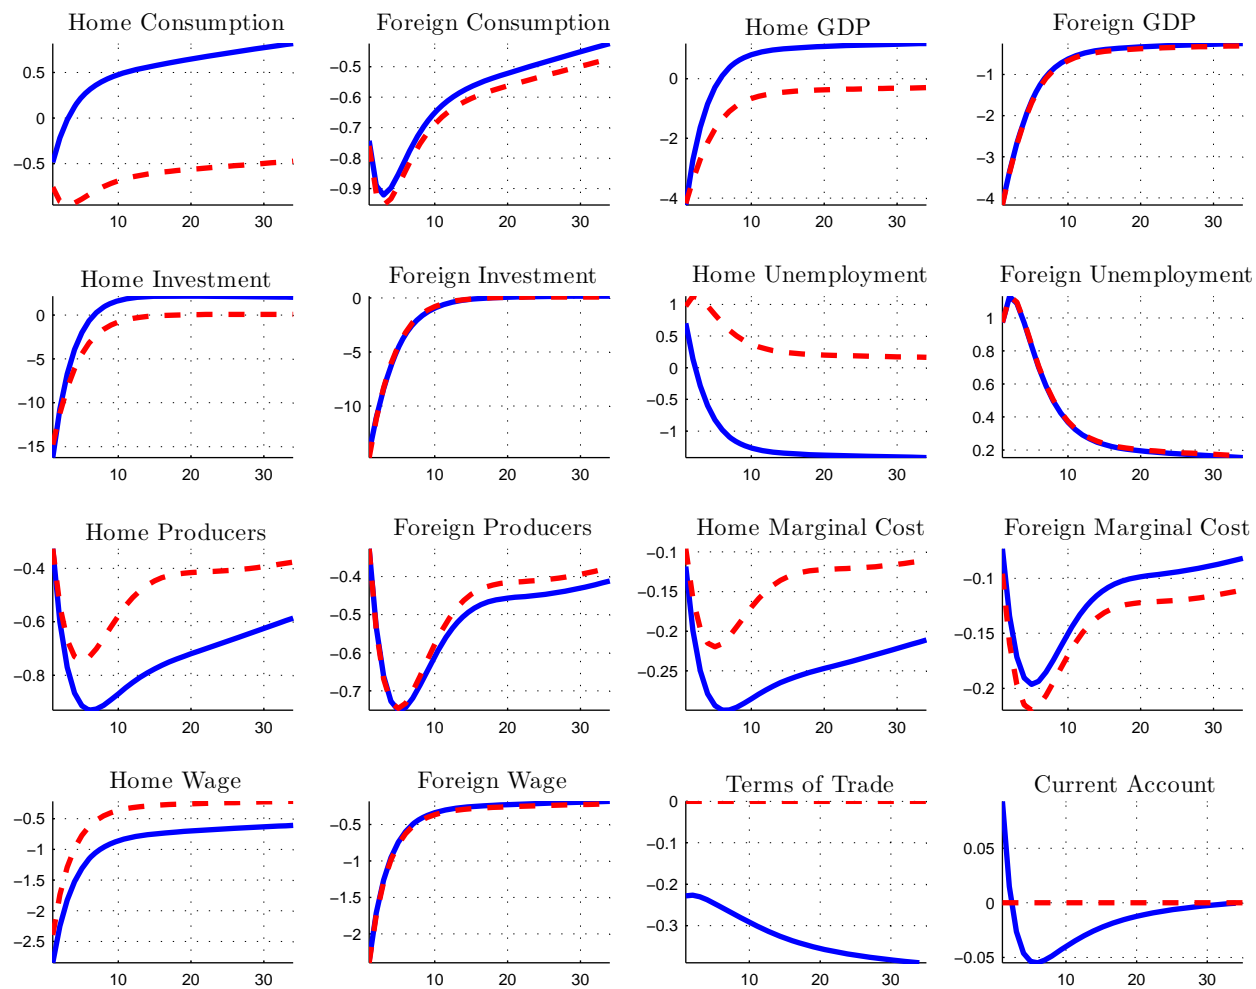 Home Consumption
0.5
0
−0.5
10 20 30
Foreign Consumption
−0.5
−0.6
−0.7
−0.8
−0.9
10 20 30
Home GDP
0
−2
−4
10 20 30
Foreign GDP
−1
−2
−3
−4
10 20 30
Home Investment
0
−5
−10
−15
10 20 30
Foreign Investment
0
−5
−10
10 20 30
Home Unemployment
1
0.5
0
−0.5
−1
10 20 30
Foreign Unemployment
1
0.8
0.6
0.4
0.2
10 20 30
Home Producers
−0.4
−0.6
−0.8
10 20 30
Foreign Producers
−0.4
−0.5
−0.6
−0.7
10 20 30
Home Marginal Cost
−0.1
−0.15
−0.2
−0.25
10 20 30
Foreign Marginal Cost
−0.1
−0.15
−0.2
10 20 30
Home Wage
−0.5
−1
−1.5
−2
−2.5
10 20 30
Foreign Wage
−0.5
−1
−1.5
−2
10 20 30
Terms of Trade
0
−0.1
−0.2
−0.3
10 20 30
Current Account
0.05
0
−0.05
10 20 30